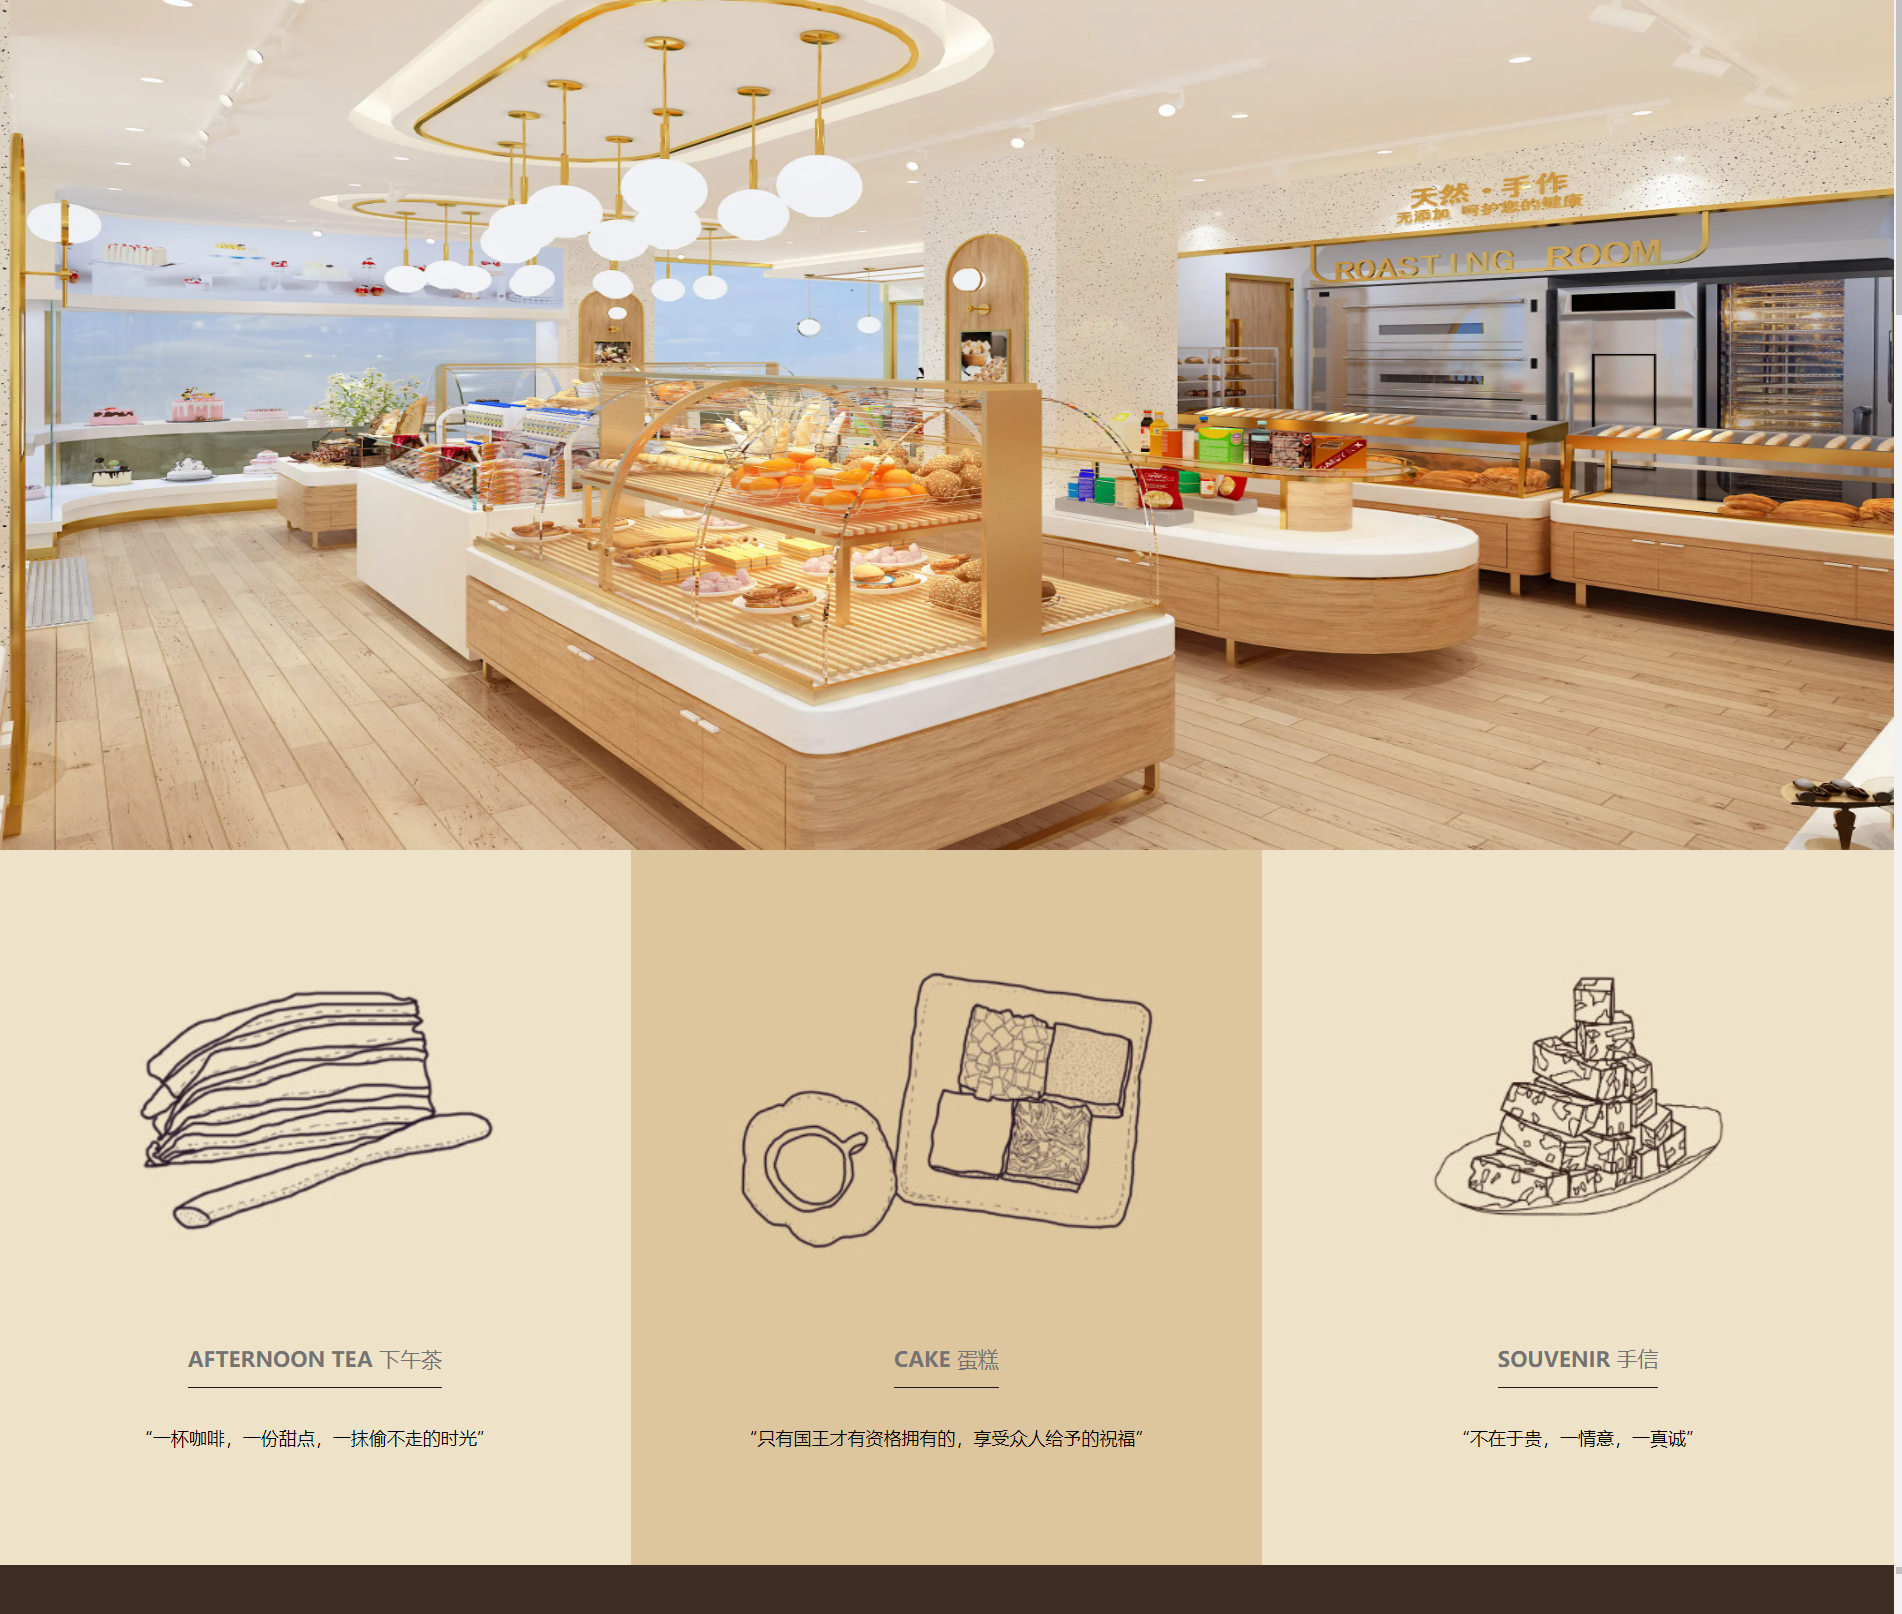 天然·手作
无添加 呵护您的健康
ROASTING ROOM
AFTERNOON TEA 下午茶
“一杯咖啡，一份甜点，一抹偷不走的时光”
CAKE 蛋糕
“只有国王才有资格拥有的，享受众人给予的祝福”
SOUVENIR 手信
“不在于贵，一情意，一真诚”